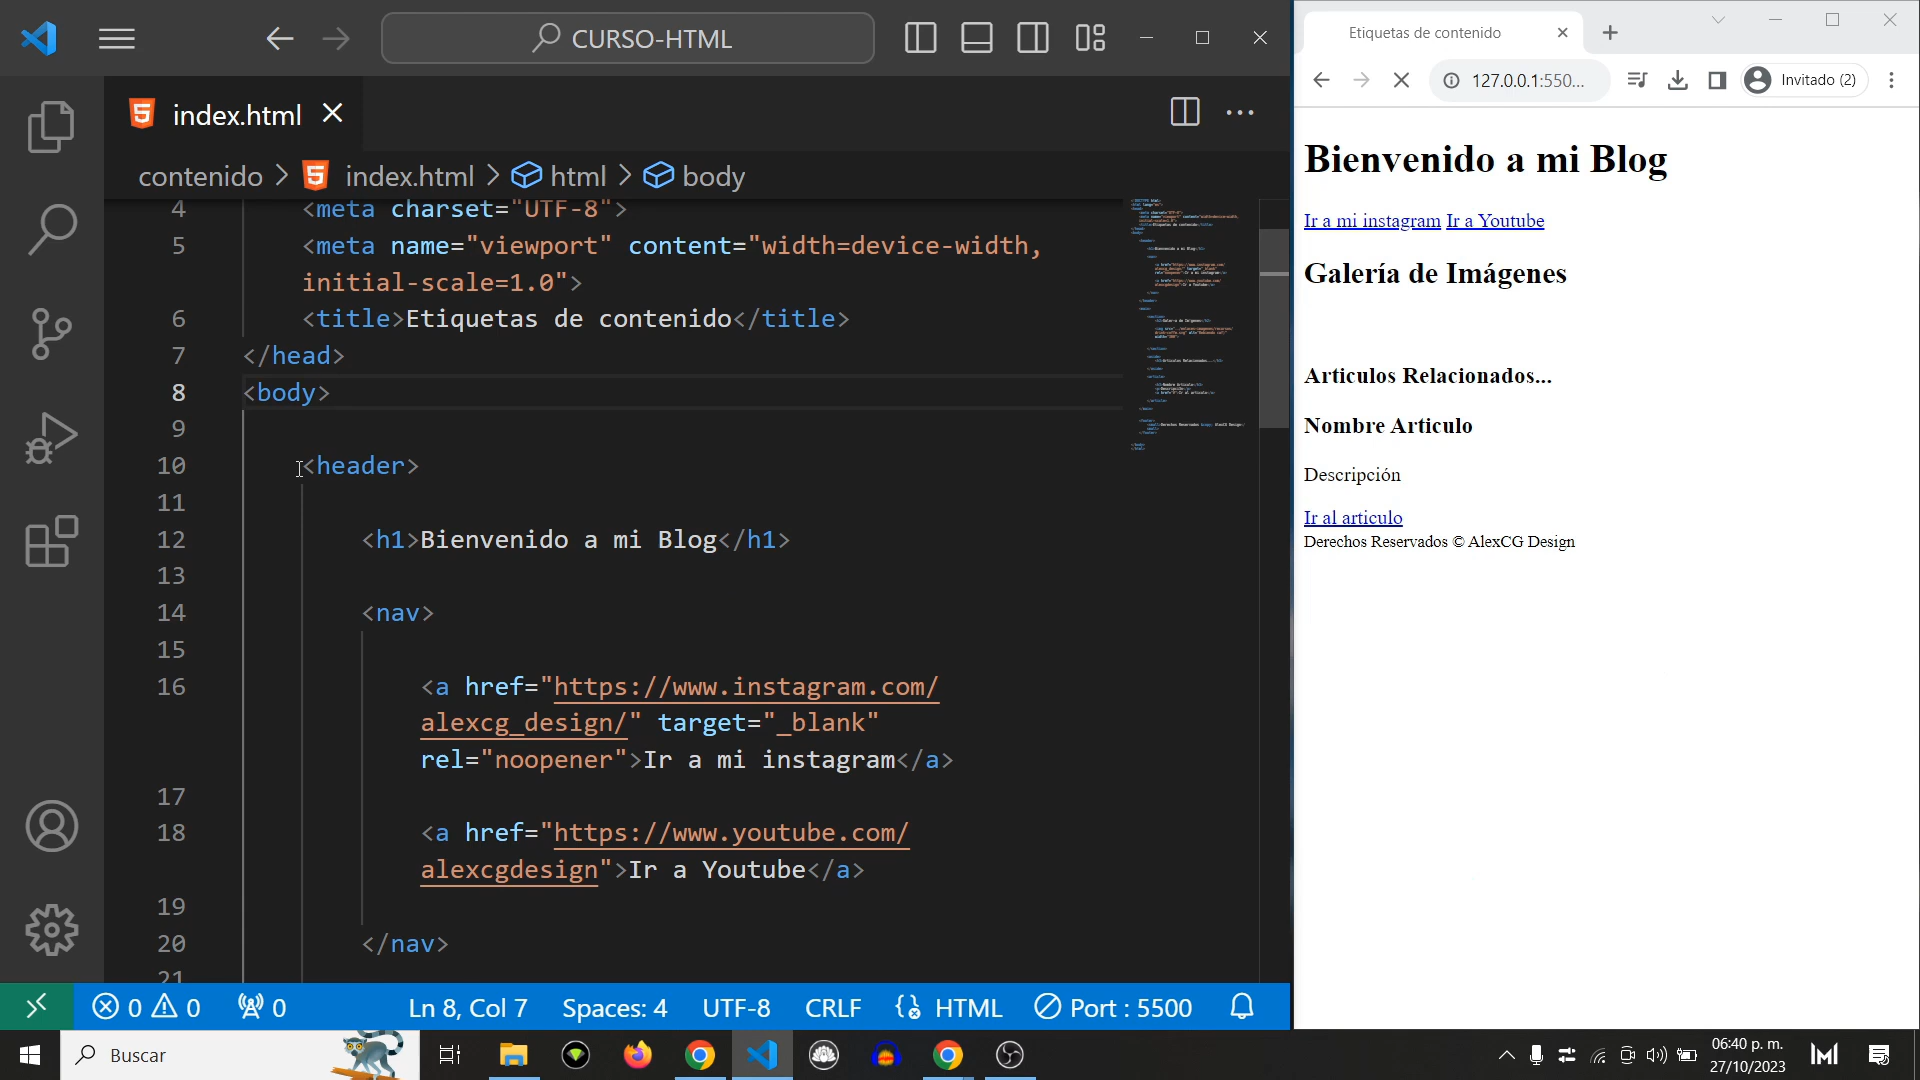 CURSO-HTML
index.html
contenido > index.html > html > body
4 <meta charset="UTF-8">
5 <meta name="viewport" content="width=device-width,
initial-scale=1.0">
6 <title>Etiquetas de contenido</title>
7 </head>
8 <body>
9
10 <header>
11
12 <h1>Bienvenido a mi Blog</h1>
13
14 <nav>
15
16 <a href="https://www.instagram.com/
alexcg_design/" target="_blank"
rel="noopener">Ir a mi instagram</a>
17
18 <a href="https://www.youtube.com/
alexcgdesign">Ir a Youtube</a>
19
20 </nav>
21
0 0 0 Ln 8, Col 7 Spaces: 4 UTF-8 CRLF HTML Port : 5500
Etiquetas de contenido
127.0.0.1:550... Invitado (2)
Bienvenido a mi Blog
Ir a mi instagram Ir a Youtube
Galería de Imágenes
Articulos Relacionados...
Nombre Articulo
Descripción
Ir al articulo
Derechos Reservados © AlexCG Design
Buscar
06:40 p. m.
27/10/2023